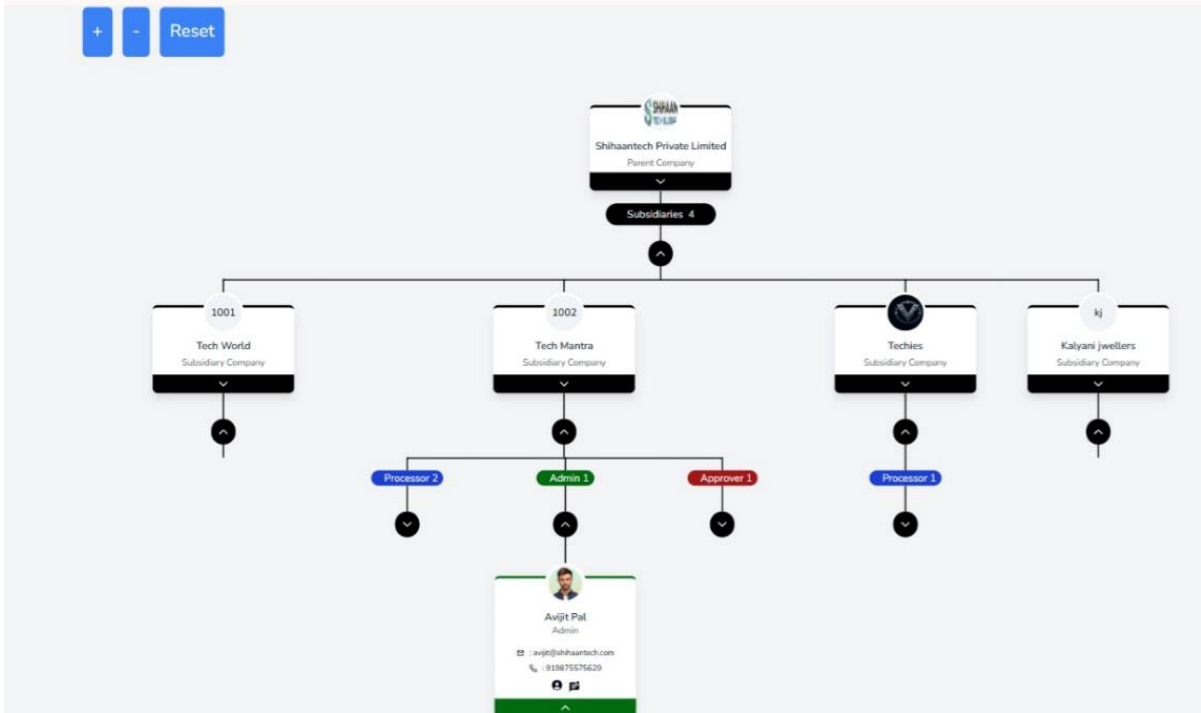 + - Reset
SHIHAAN
Shihaantech Private Limited
Parent Company
Subsidiaries 4
1001 1002 kj
Tech World Tech Mantra Techies Kalyani jwellers
Subsidiary Company Subsidiary Company Subsidiary Company Subsidiary Company
Processor 2 Admin 1 Approver 1 Processor 1
Avijit Pal
Admin
: avijit@shihaantech.com
: 919875575629